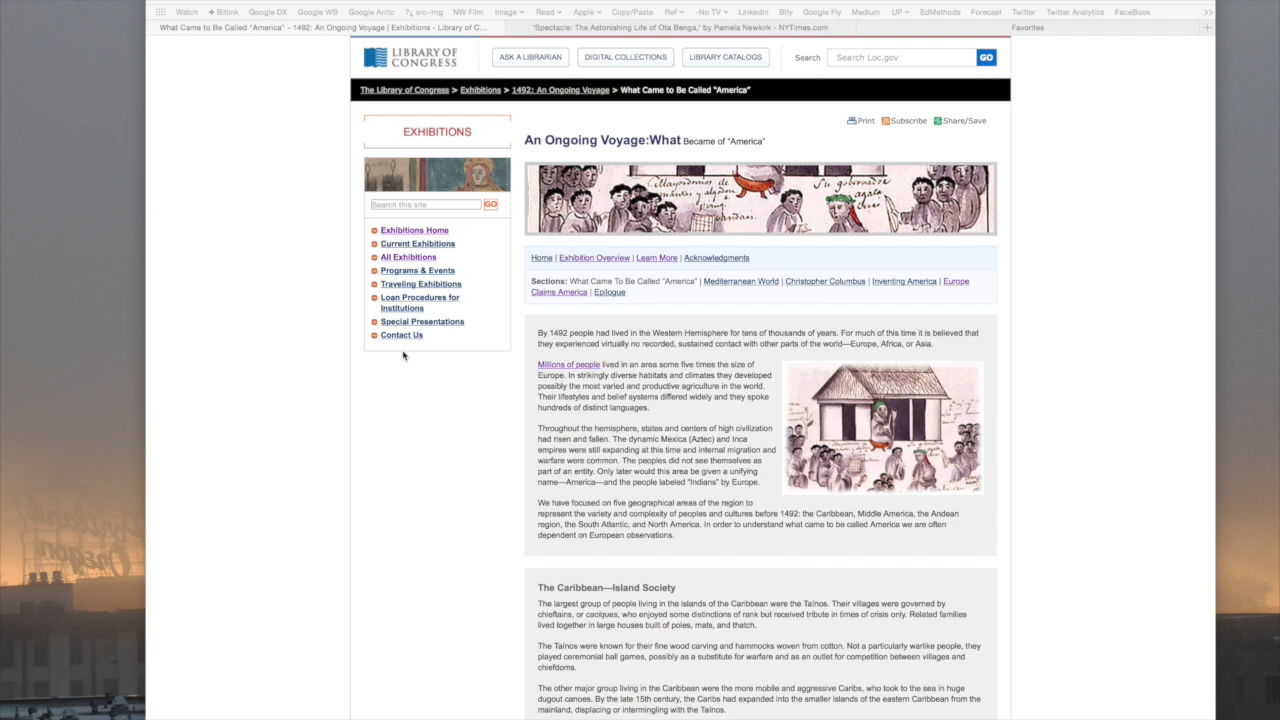 Watch Bitlink Google DX Google WB Google Anltc ?¿ src-img NW Film Image Read Apple Copy/Paste Ref -No TV LinkedIn Google Fly Medium UP EdMethods Forecast Twitter Twitter Analytics FaceBook
What Came to Be Called "America" - 1492: An Ongoing Voyage | Exhibitions - Library of C... 'Spectacle: The Astonishing Life of Ota Benga,' by Pamela Newkirk - NYTimes.com Favorites
LIBRARY OF
CONGRESS
ASK A LIBRARIAN DIGITAL COLLECTIONS LIBRARY CATALOGS Search Search Loc.gov GO
The Library of Congress > Exhibitions > 1492: An Ongoing Voyage > What Came to Be Called "America"
Print Subscribe Share/Save
EXHIBITIONS
Search this site GO
Exhibitions Home
Current Exhibitions
All Exhibitions
Programs & Events
Traveling Exhibitions
Loan Procedures for
Institutions
Special Presentations
Contact Us
An Ongoing Voyage:What Became of "America"
Home | Exhibition Overview | Learn More | Acknowledgments
Sections: What Came To Be Called "America" | Mediterranean World | Christopher Columbus | Inventing America | Europe
Claims America | Epilogue
By 1492 people had lived in the Western Hemisphere for tens of thousands of years. For much of this time it is believed that
they experienced virtually no recorded, sustained contact with other parts of the world—Europe, Africa, or Asia.
Millions of people lived in an area some five times the size of
Europe. In strikingly diverse habitats and climates they developed
possibly the most varied and productive agriculture in the world.
Their lifestyles and belief systems differed widely and they spoke
hundreds of distinct languages.
Throughout the hemisphere, states and centers of high civilization
had risen and fallen. The dynamic Mexica (Aztec) and Inca
empires were still expanding at this time and internal migration and
warfare were common. The peoples did not see themselves as
part of an entity. Only later would this area be given a unifying
name—America—and the people labeled "Indians" by Europe.
We have focused on five geographical areas of the region to
represent the variety and complexity of peoples and cultures before 1492: the Caribbean, Middle America, the Andean
region, the South Atlantic, and North America. In order to understand what came to be called America we are often
dependent on European observations.
The Caribbean—Island Society
The largest group of people living in the islands of the Caribbean were the Taínos. Their villages were governed by
chieftains, or caciques, who enjoyed some distinctions of rank but received tribute in times of crisis only. Related families
lived together in large houses built of poles, mats, and thatch.
The Taínos were known for their fine wood carving and hammocks woven from cotton. Not a particularly warlike people, they
played ceremonial ball games, possibly as a substitute for warfare and as an outlet for competition between villages and
chiefdoms.
The other major group living in the Caribbean were the more mobile and aggressive Caribs, who took to the sea in huge
dugout canoes. By the late 15th century, the Caribs had expanded into the smaller islands of the eastern Caribbean from the
mainland, displacing or intermingling with the Taínos.